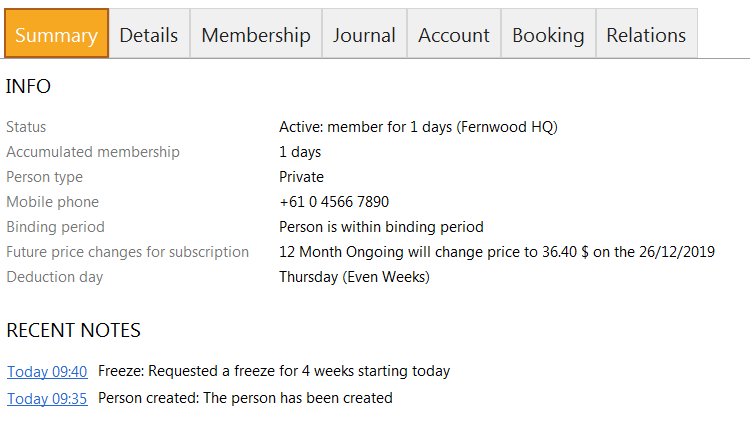 Summary Details Membership Journal Account Booking Relations
INFO
Status Active: member for 1 days (Fernwood HQ)
Accumulated membership 1 days
Person type Private
Mobile phone +61 0 4566 7890
Binding period Person is within binding period
Future price changes for subscription 12 Month Ongoing will change price to 36.40 $ on the 26/12/2019
Deduction day Thursday (Even Weeks)
RECENT NOTES
Today 09:40 Freeze: Requested a freeze for 4 weeks starting today
Today 09:35 Person created: The person has been created